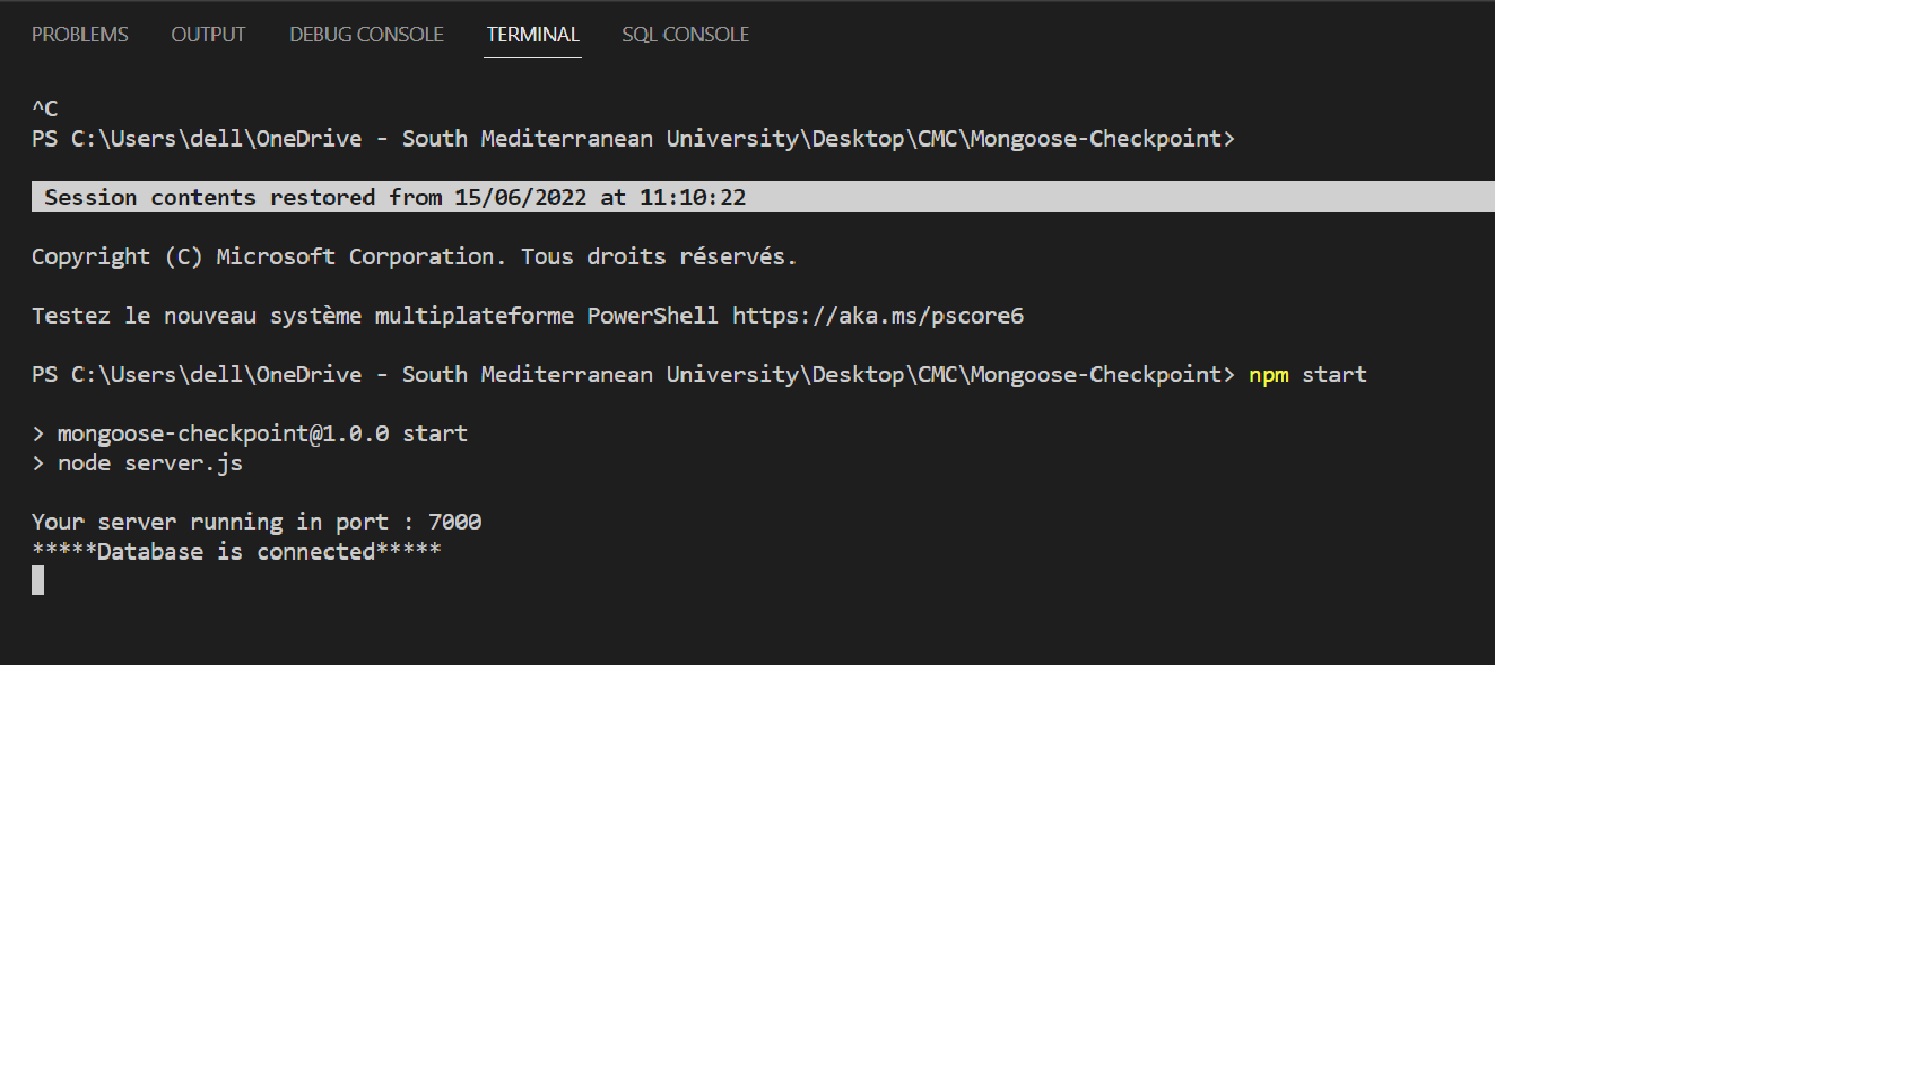 PROBLEMS OUTPUT DEBUG CONSOLE TERMINAL SQL CONSOLE
^C
PS C:\Users\dell\OneDrive - South Mediterranean University\Desktop\CMC\Mongoose-Checkpoint>
Session contents restored from 15/06/2022 at 11:10:22
Copyright (C) Microsoft Corporation. Tous droits réservés.
Testez le nouveau système multiplateforme PowerShell https://aka.ms/pscore6
PS C:\Users\dell\OneDrive - South Mediterranean University\Desktop\CMC\Mongoose-Checkpoint> npm start
> mongoose-checkpoint@1.0.0 start
> node server.js
Your server running in port : 7000
*****Database is connected*****